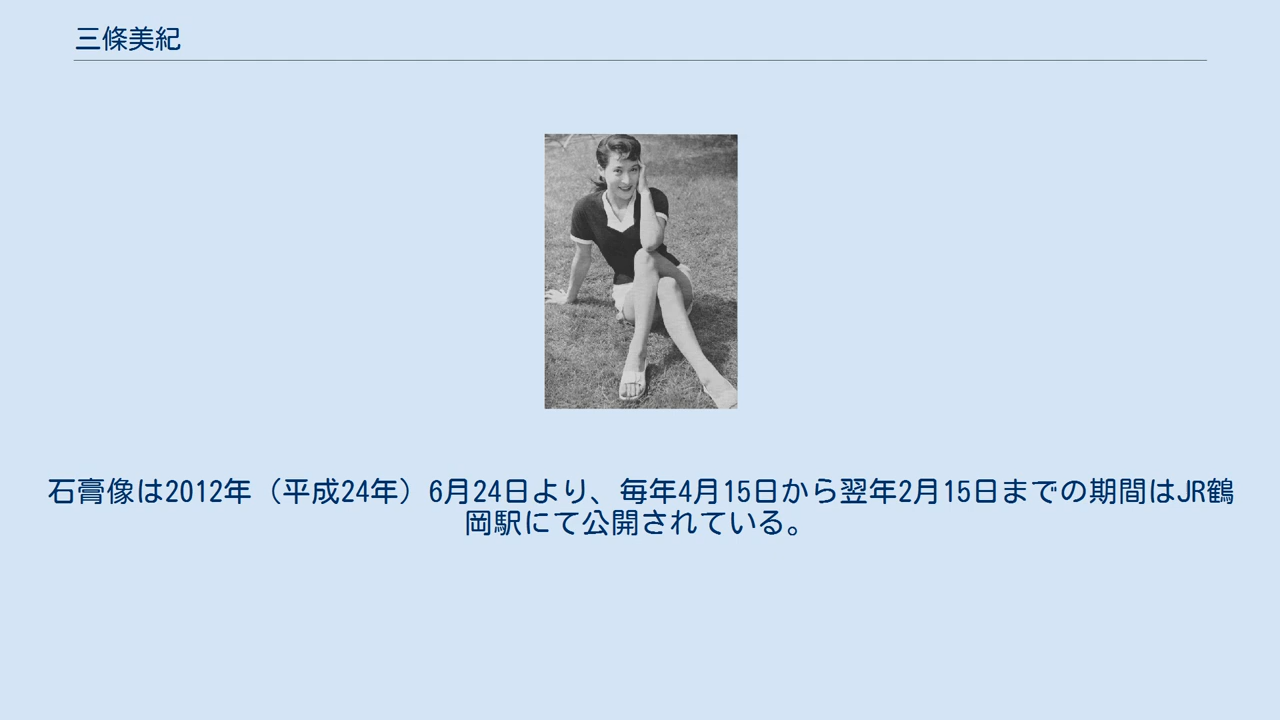 三條美紀
石膏像は2012年（平成24年）6月24日より、毎年4月15日から翌年2月15日までの期間はJR鶴
岡駅にて公開されている。